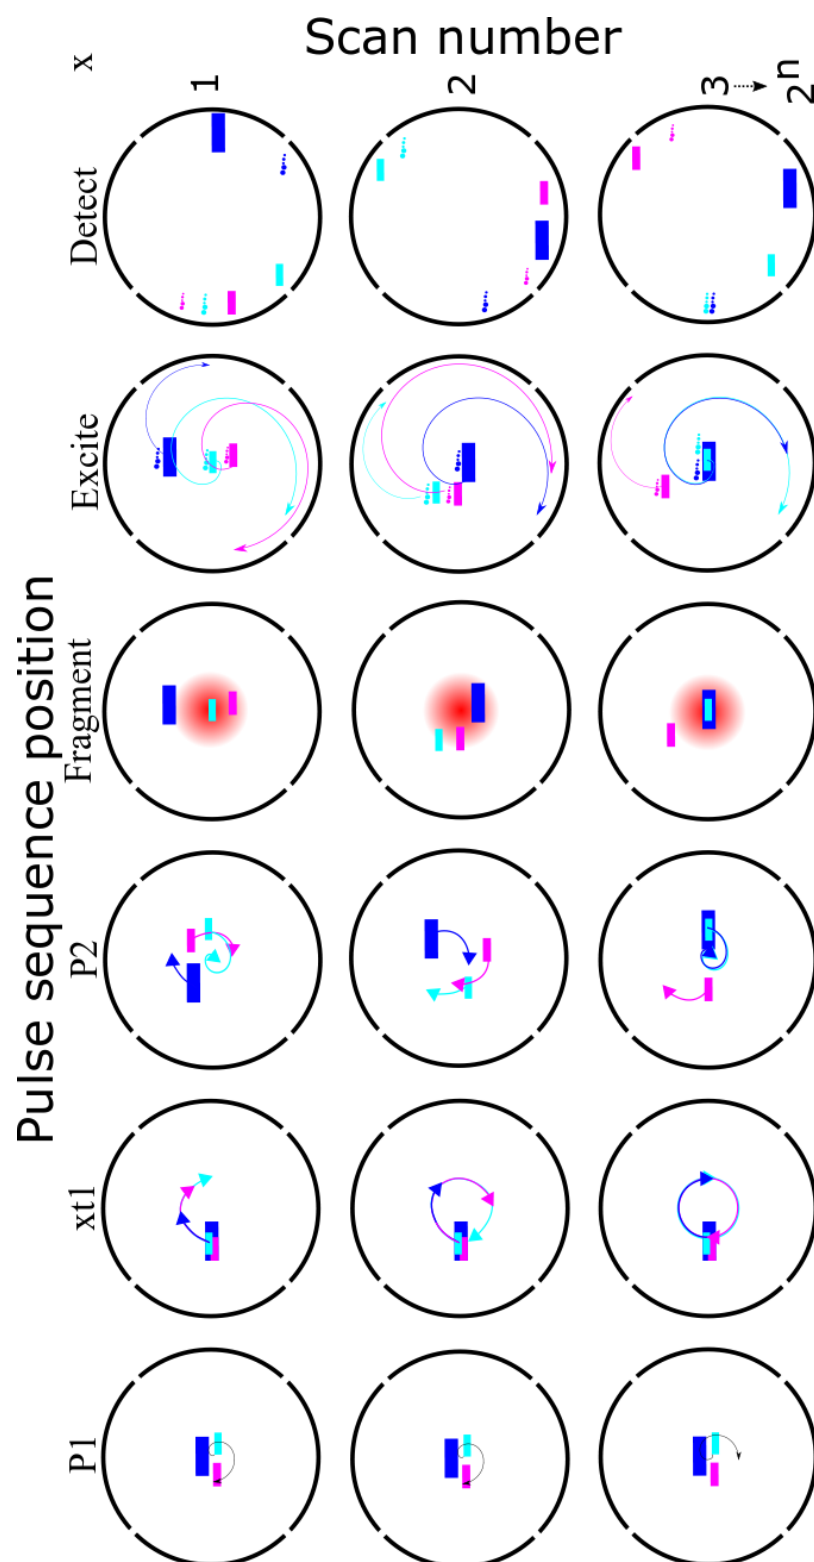 Pulse sequence position
P1 xt1 P2 Fragment Excite Detect x
Scan number
1
2
3
2ⁿ